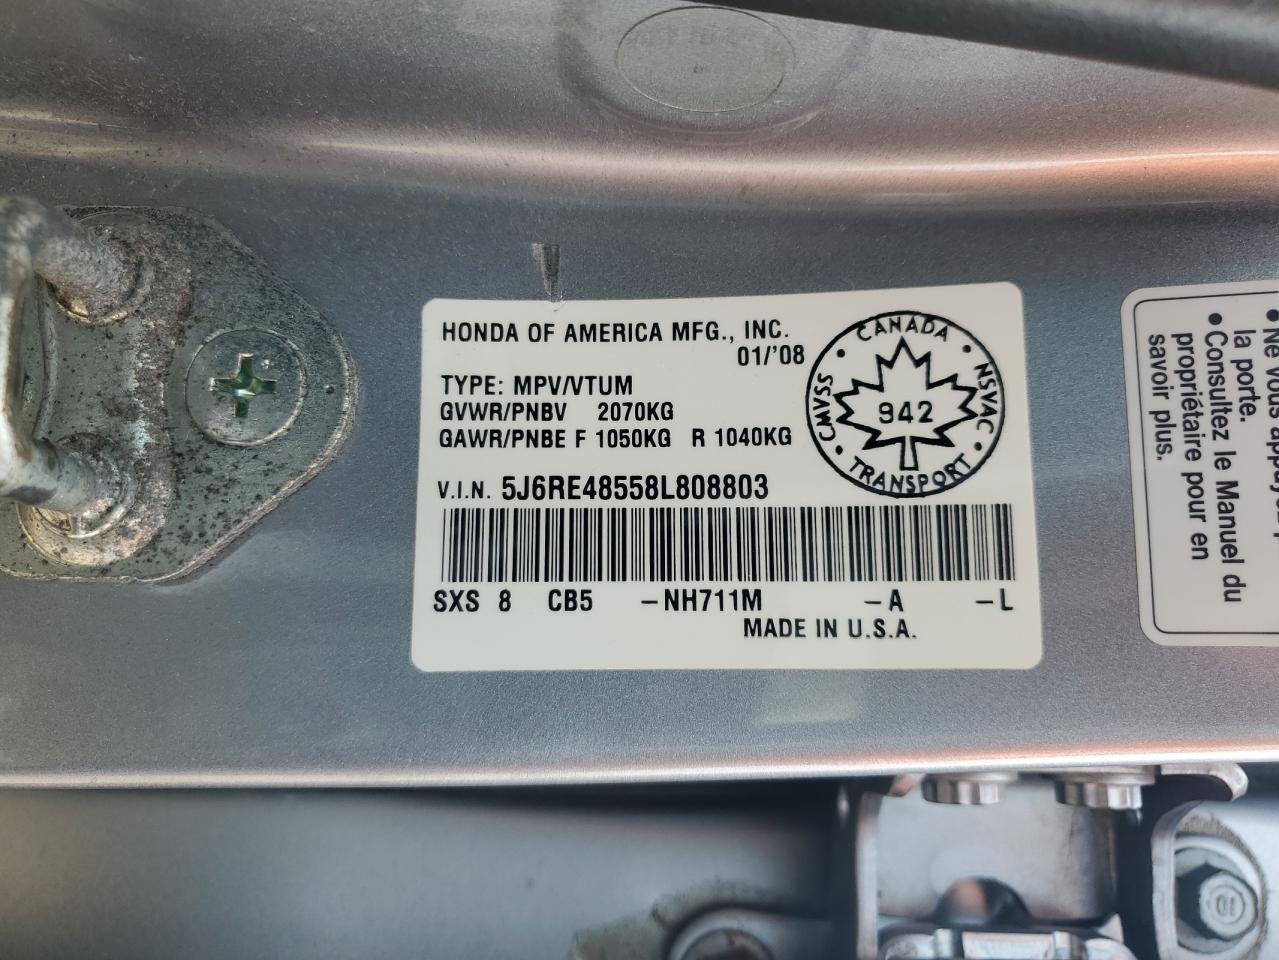 HONDA OF AMERICA MFG., INC.
01/'08
TYPE: MPV/VTUM
GVWR/PNBV 2070KG
GAWR/PNBE F 1050KG R 1040KG
V.I.N. 5J6RE48558L808803
SXS 8 CB5 -NH711M -A -L
MADE IN U.S.A.
• CANADA •
NSVAC
• TRANSPORT •
CMVSS
942
• Ne vous
la porte.
• Consultez le Manuel du
propriétaire pour en
savoir plus.